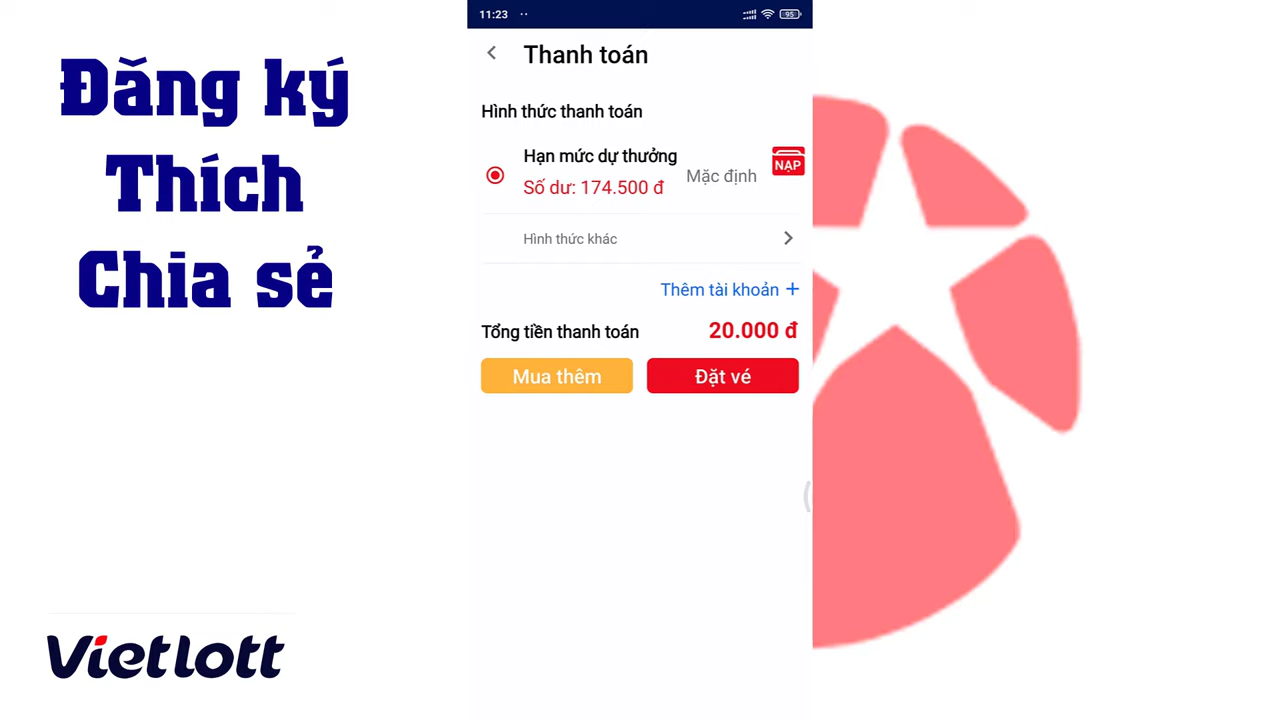 Đăng ký
Thích
Chia sẻ
Vietlott
11:23
95
Thanh toán
Hình thức thanh toán
Hạn mức dự thưởng
Số dư: 174.500 đ
Mặc định
NẠP
Hình thức khác
Thêm tài khoản +
Tổng tiền thanh toán
20.000 đ
Mua thêm
Đặt vé